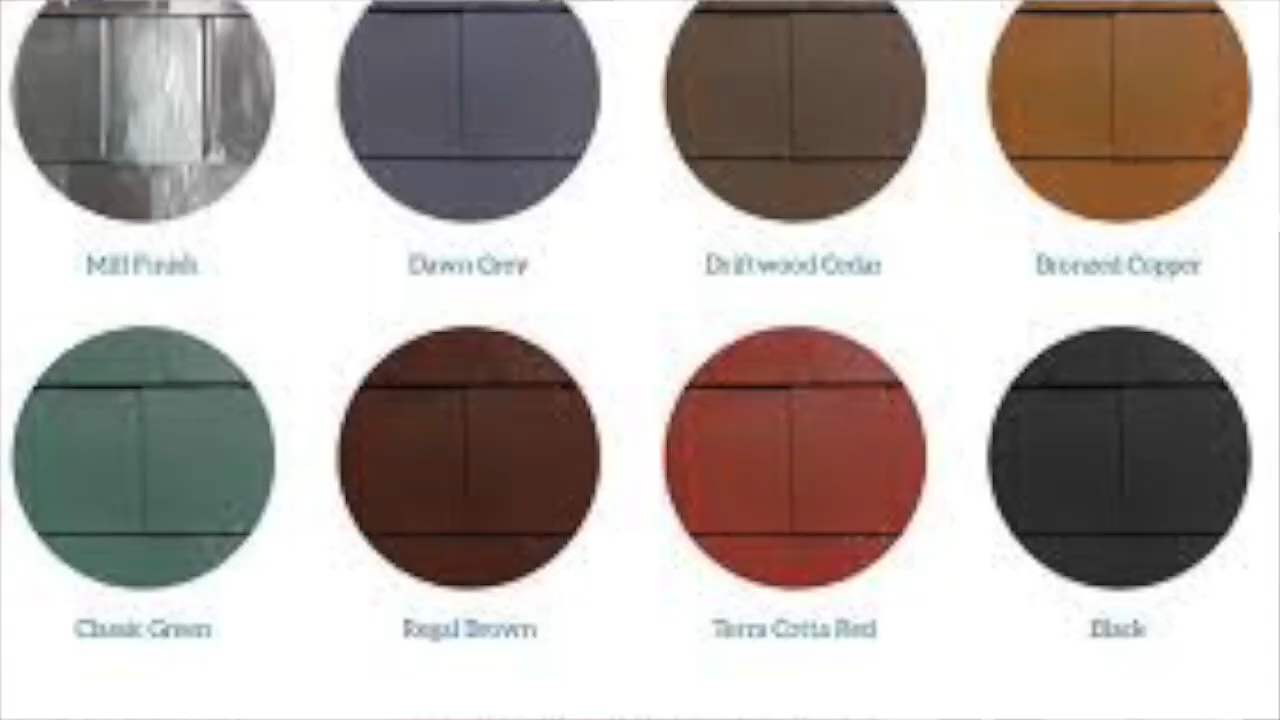 Mill Finish
Dawn Grey
Driftwood Cedar
Bronzed Copper
Classic Green
Regal Brown
Terra Cotta Red
Black